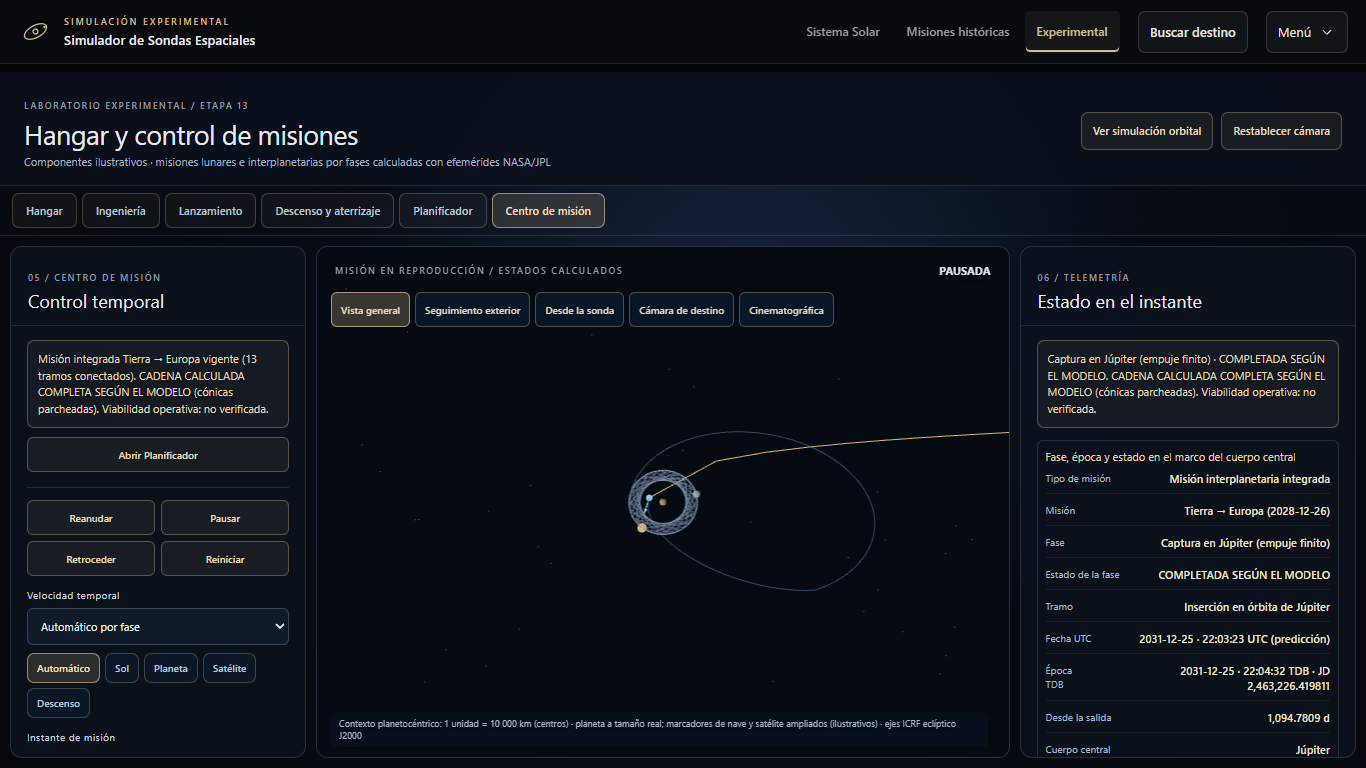 SIMULACIÓN EXPERIMENTAL
Simulador de Sondas Espaciales
Sistema Solar
Misiones históricas
Experimental
Buscar destino
Menú
LABORATORIO EXPERIMENTAL / ETAPA 13
Hangar y control de misiones
Componentes ilustrativos · misiones lunares e interplanetarias por fases calculadas con efemérides NASA/JPL
Ver simulación orbital
Restablecer cámara
Hangar
Ingeniería
Lanzamiento
Descenso y aterrizaje
Planificador
Centro de misión
05 / CENTRO DE MISIÓN
Control temporal
Misión integrada Tierra → Europa vigente (13
tramos conectados). CADENA CALCULADA
COMPLETA SEGÚN EL MODELO (cónicas
parcheadas). Viabilidad operativa: no verificada.
Abrir Planificador
Reanudar
Pausar
Retroceder
Reiniciar
Velocidad temporal
Automático por fase
Automático
Sol
Planeta
Satélite
Descenso
Instante de misión
MISIÓN EN REPRODUCCIÓN / ESTADOS CALCULADOS
PAUSADA
Vista general
Seguimiento exterior
Desde la sonda
Cámara de destino
Cinematográfica
Contexto planetocéntrico: 1 unidad = 10 000 km (centros) · planeta a tamaño real; marcadores de nave y satélite ampliados (ilustrativos) · ejes ICRF eclíptico
J2000
06 / TELEMETRÍA
Estado en el instante
Captura en Júpiter (empuje finito) · COMPLETADA SEGÚN
EL MODELO. CADENA CALCULADA COMPLETA SEGÚN EL
MODELO (cónicas parcheadas). Viabilidad operativa: no
verificada.
Fase, época y estado en el marco del cuerpo central
Tipo de misión Misión interplanetaria integrada
Misión Tierra → Europa (2028-12-26)
Fase Captura en Júpiter (empuje finito)
Estado de la fase COMPLETADA SEGÚN EL MODELO
Tramo Inserción en órbita de Júpiter
Fecha UTC 2031-12-25 · 22:03:23 UTC (predicción)
Época TDB 2031-12-25 · 22:04:32 TDB · JD
2,463,226.419811
Desde la salida 1,094.7809 d
Cuerpo central Júpiter